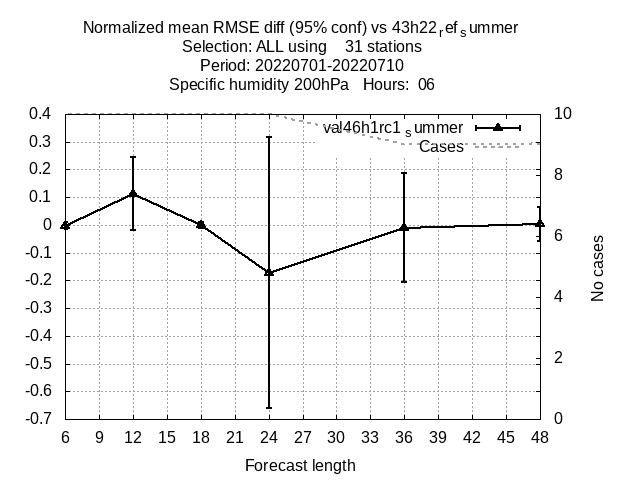 Normalized mean RMSE diff (95% conf) vs 43h22refsummer
Selection: ALL using 31 stations
Period: 20220701-20220710
Specific humidity 200hPa Hours: 06
val46h1rc1summer
Cases
0.4
0.3
0.2
0.1
0
-0.1
-0.2
-0.3
-0.4
-0.5
-0.6
-0.7
10
8
6
4
2
0
No cases
6 9 12 15 18 21 24 27 30 33 36 39 42 45 48
Forecast length